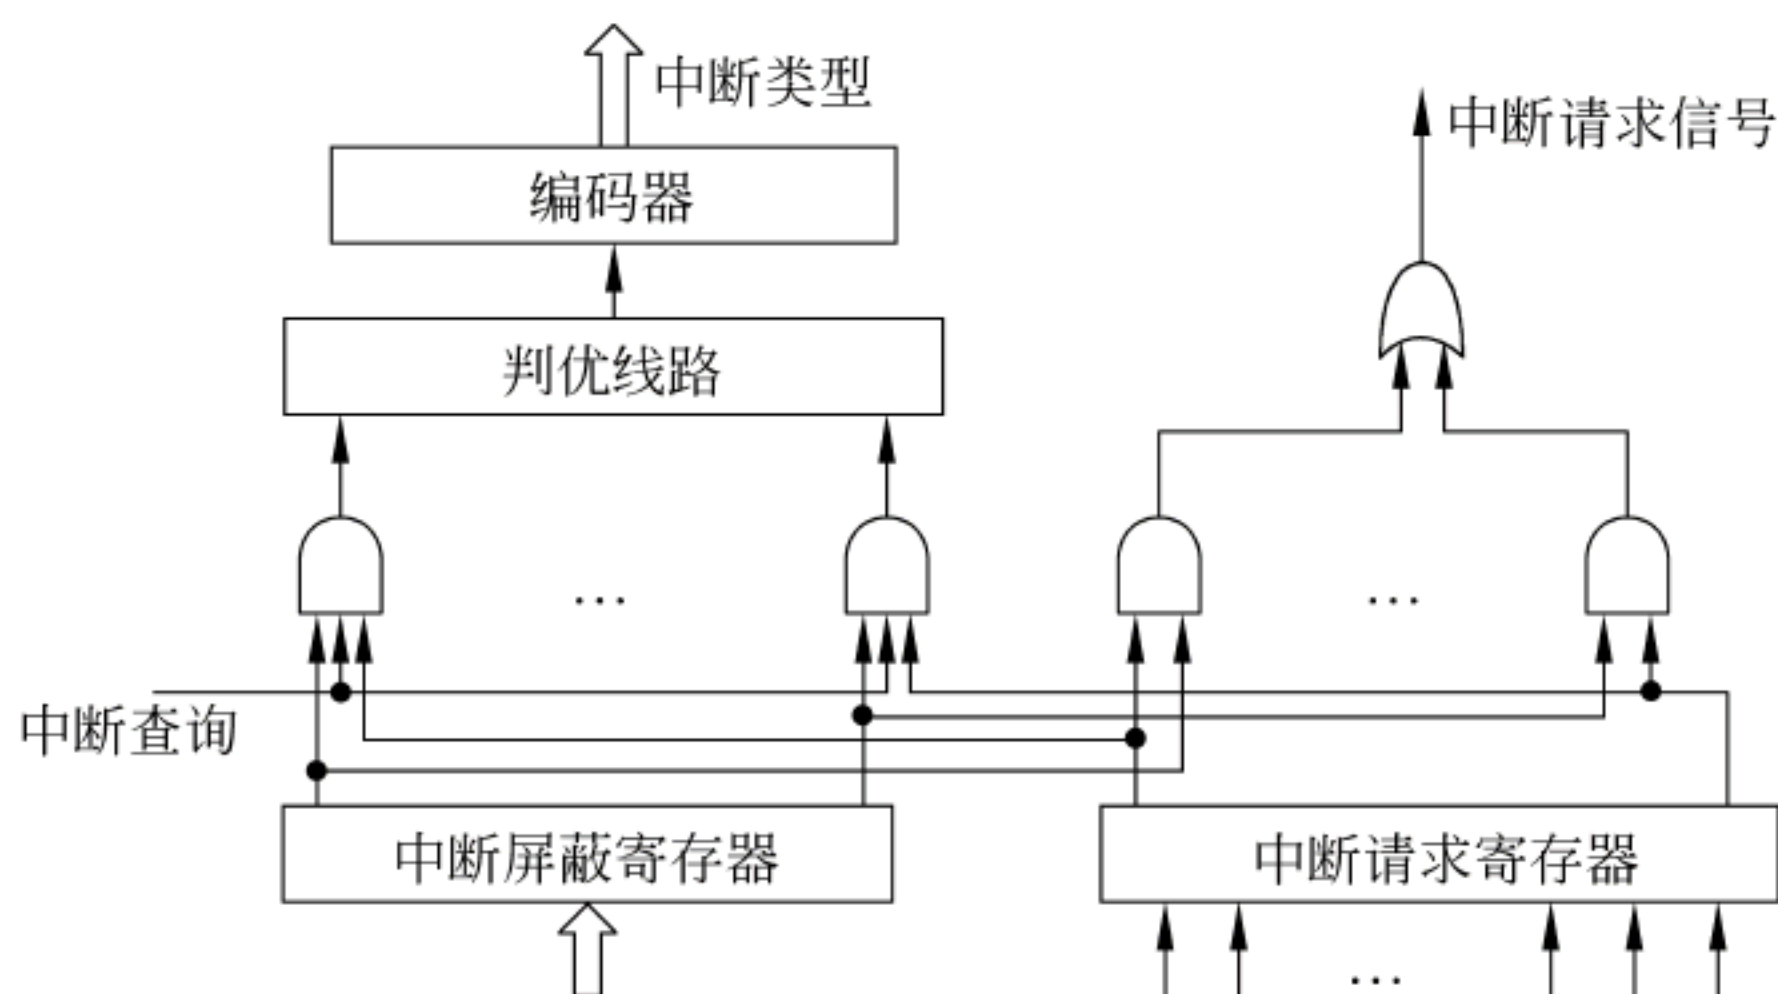 中断类型
中断请求信号
编码器
判优线路
...
...
中断查询
中断屏蔽寄存器
中断请求寄存器
...